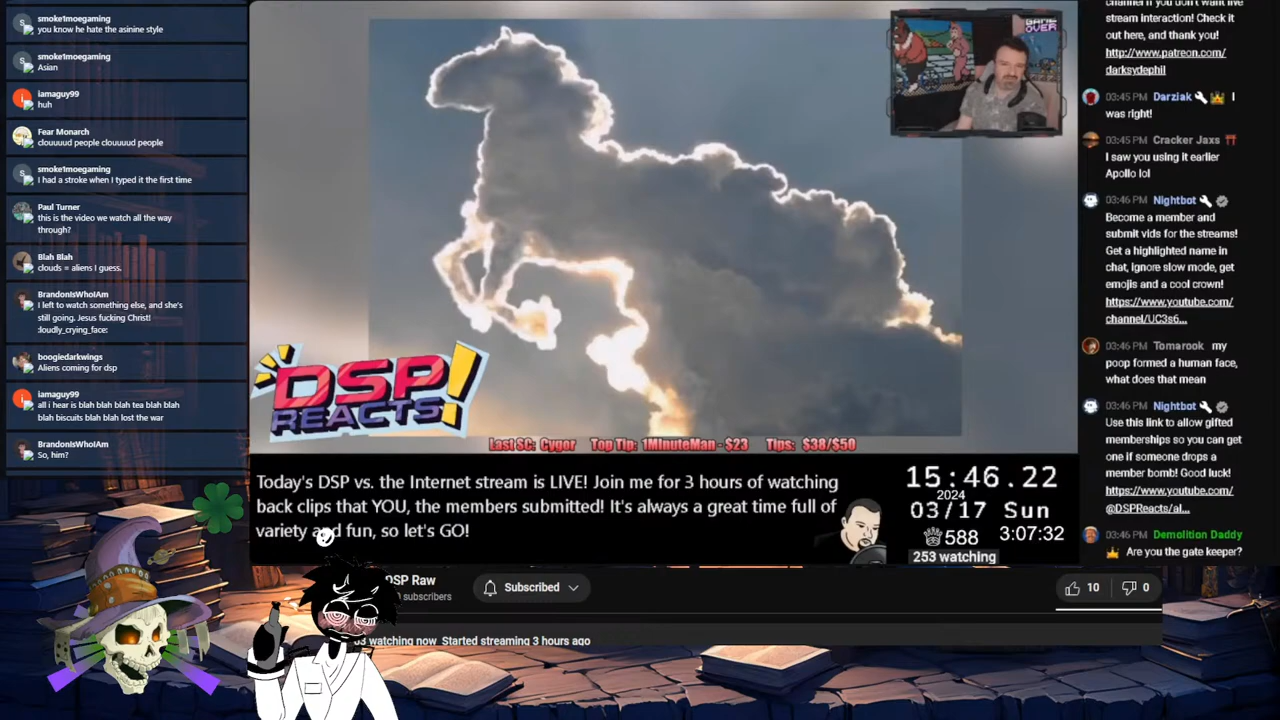 smoke1moegaming
you know he hate the asinine style
smoke1moegaming
Asian
iamaguy99
huh
Fear Monarch
clouuuud people clouuuud people
smoke1moegaming
I had a stroke when I typed it the first time
Paul Turner
this is the video we watch all the way
through?
Blah Blah
clouds = aliens I guess.
BrandonIsWhoIAm
I left to watch something else, and she's
still going. Jesus fucking Christ!
:loudly_crying_face:
boogiedarkwings
Aliens coming for dsp
iamaguy99
all i hear is blah blah blah tea blah blah
blah biscuits blah blah lost the war
BrandonIsWhoIAm
So, him?
GAME
OVER
DSP!
REACTS
Last SC: Cygor Top Tip: 1MinuteMan - $23 Tips: $38/$50
Today's DSP vs. the Internet stream is LIVE! Join me for 3 hours of watching
back clips that YOU, the members submitted! It's always a great time full of
variety and fun, so let's GO!
15:46.22
2024
03/17 Sun
588 3:07:32
253 watching
DSP Raw
subscribers
Subscribed
10
0
watching now Started streaming 3 hours ago
channel if you don't want live
stream interaction! Check it
out here, and thank you!
http://www.patreon.com/
darksydephil
03:45 PM Darziak I
was right!
03:45 PM Cracker Jaxs
I saw you using it earlier
Apollo lol
03:46 PM Nightbot
Become a member and
submit vids for the streams!
Get a highlighted name in
chat, ignore slow mode, get
emojis and a cool crown!
https://www.youtube.com/
channel/UC3s6...
03:46 PM Tomarook my
poop formed a human face,
what does that mean
03:46 PM Nightbot
Use this link to allow gifted
memberships so you can get
one if someone drops a
member bomb! Good luck!
https://www.youtube.com/
@DSPReacts/al...
03:46 PM Demolition Daddy
Are you the gate keeper?